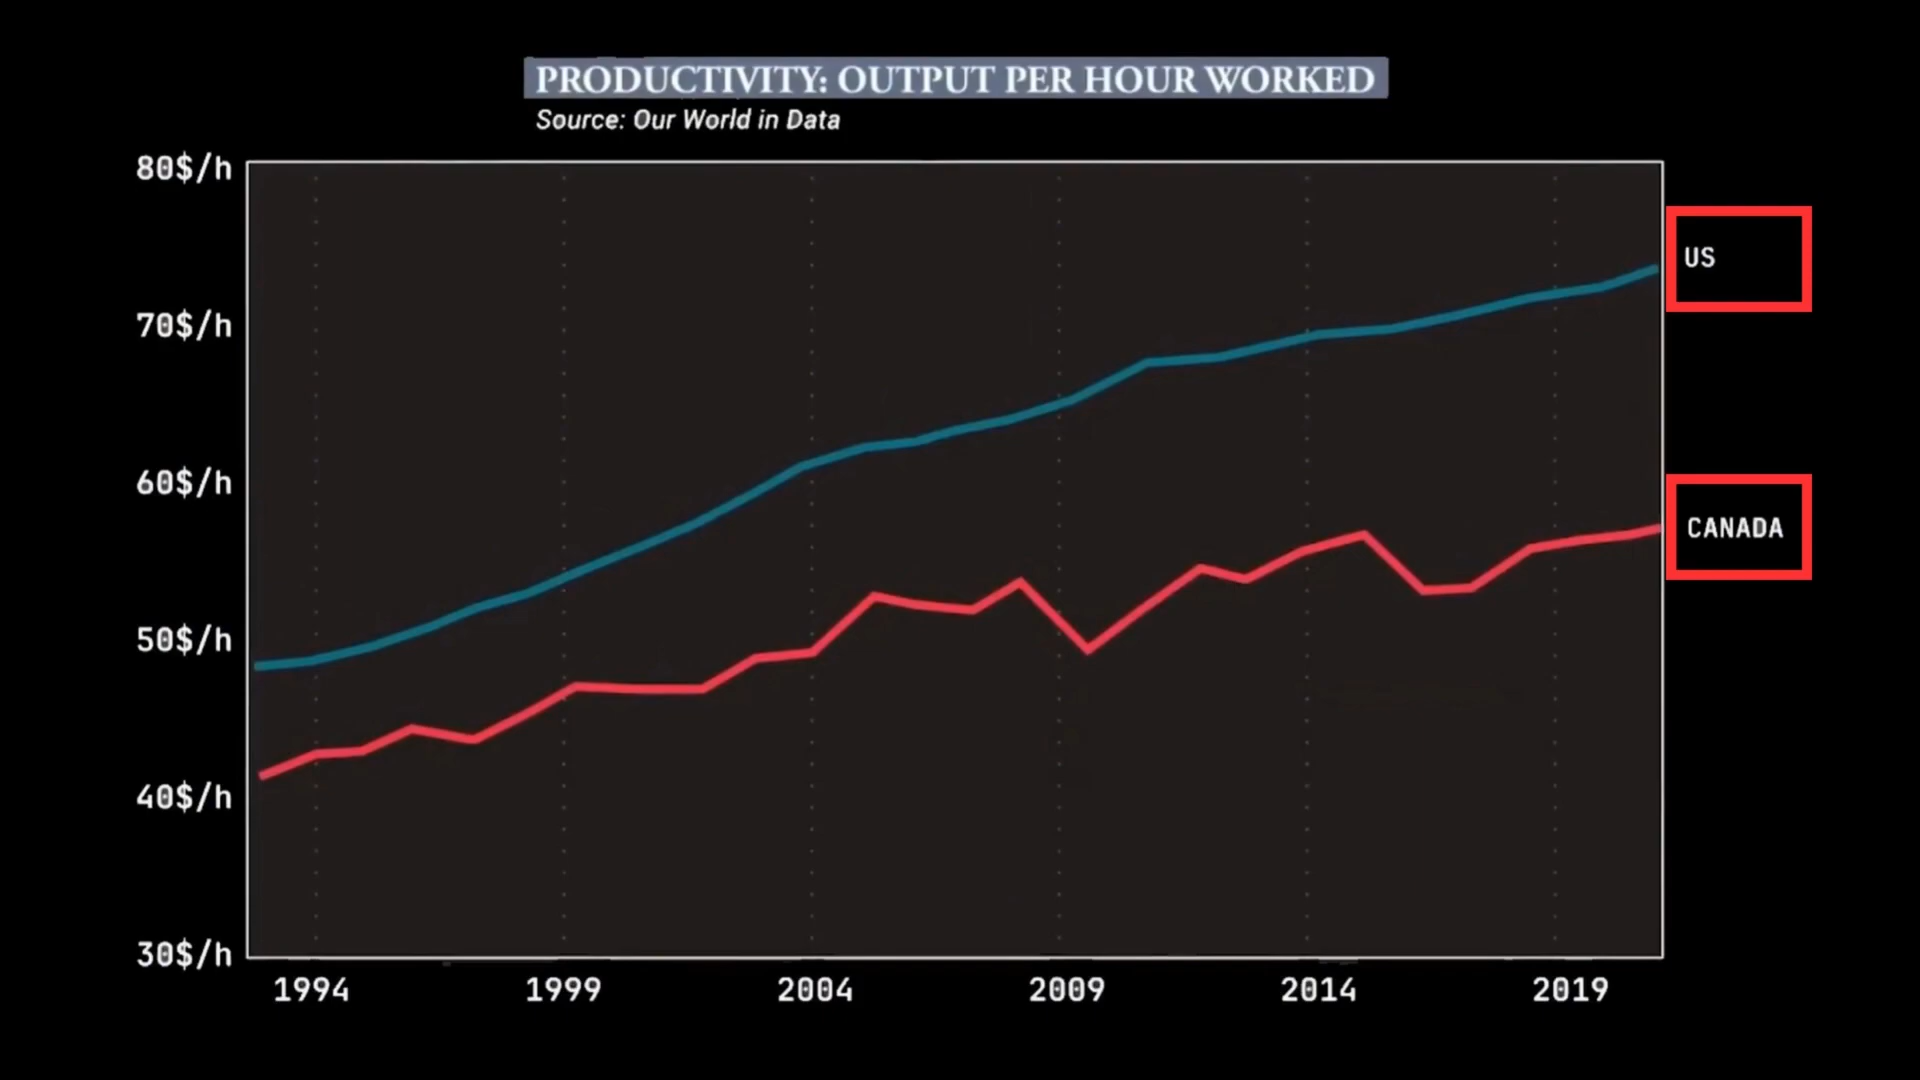 PRODUCTIVITY: OUTPUT PER HOUR WORKED
Source: Our World in Data
80$/h
70$/h
60$/h
50$/h
40$/h
30$/h
US
CANADA
1994 1999 2004 2009 2014 2019